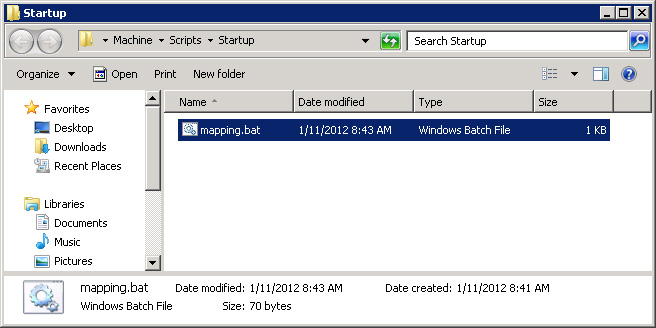 Startup
Machine Scripts Startup Search Startup
Organize Open Print New folder
Name Date modified Type Size
mapping.bat 1/11/2012 8:43 AM Windows Batch File 1 KB
Favorites
Desktop
Downloads
Recent Places
Libraries
Documents
Music
Pictures
mapping.bat Date modified: 1/11/2012 8:43 AM Date created: 1/11/2012 8:41 AM
Windows Batch File Size: 70 bytes